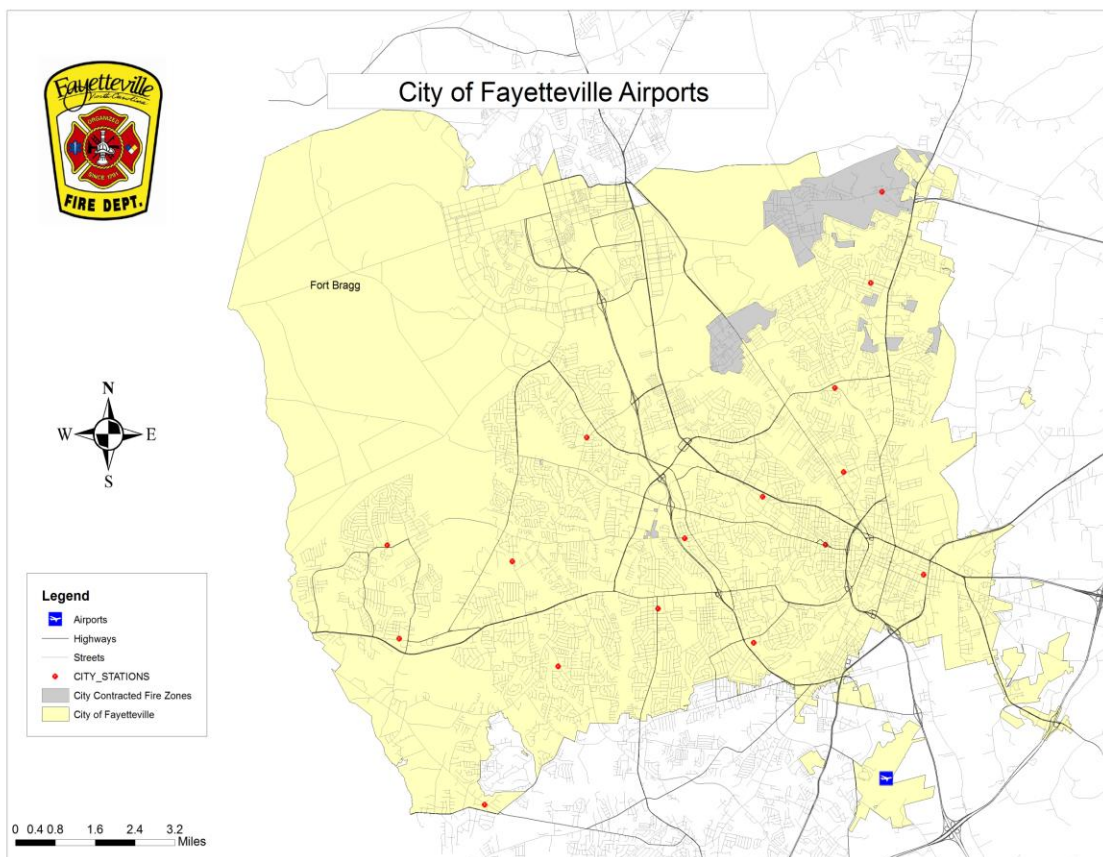 City of Fayetteville Airports
Fayetteville
North Carolina
ORGANIZED
SINCE 1791
FIRE DEPT.
Fort Bragg
N
W E
S
Legend
Airports
Highways
Streets
CITY_STATIONS
City Contracted Fire Zones
City of Fayetteville
0 0.4 0.8 1.6 2.4 3.2
Miles